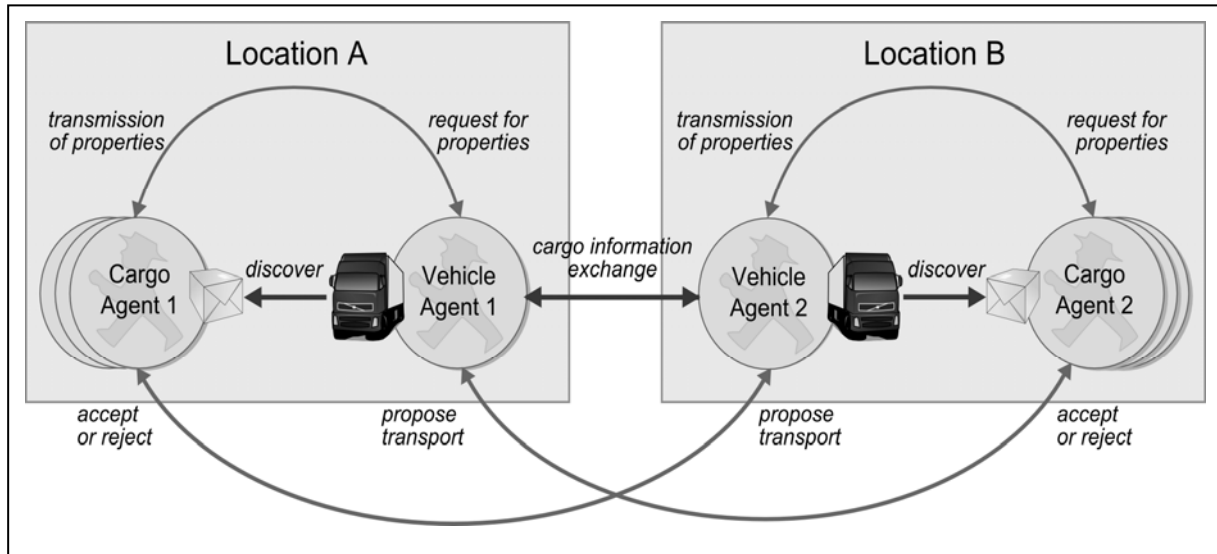 Location A
Location B
transmission
of properties
request for
properties
transmission
of properties
request for
properties
Cargo
Agent 1
discover
Vehicle
Agent 1
cargo information
exchange
Vehicle
Agent 2
discover
Cargo
Agent 2
accept
or reject
propose
transport
propose
transport
accept
or reject